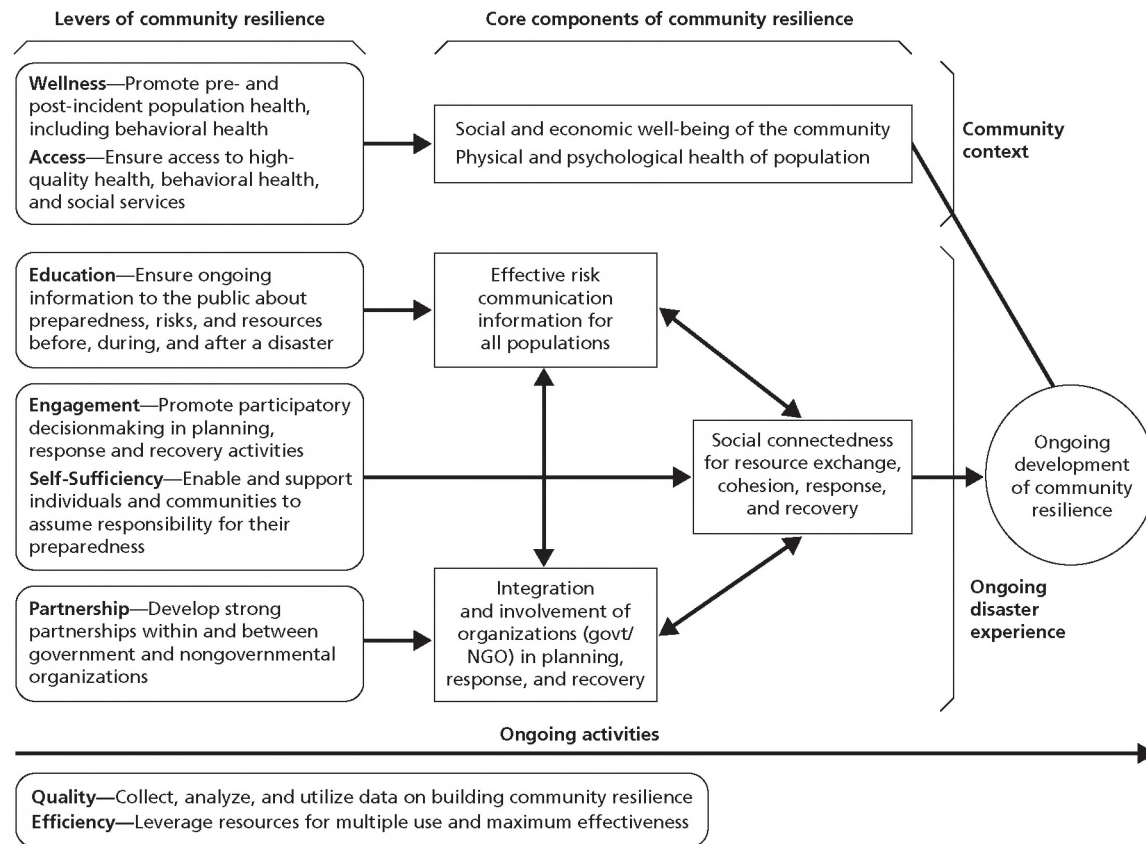 Levers of community resilience
Core components of community resilience
Wellness—Promote pre- and
post-incident population health,
including behavioral health
Access—Ensure access to high-
quality health, behavioral health,
and social services
Social and economic well-being of the community
Physical and psychological health of population
Community
context
Education—Ensure ongoing
information to the public about
preparedness, risks, and resources
before, during, and after a disaster
Effective risk
communication
information for
all populations
Engagement—Promote participatory
decisionmaking in planning,
response and recovery activities
Self-Sufficiency—Enable and support
individuals and communities to
assume responsibility for their
preparedness
Social connectedness
for resource exchange,
cohesion, response,
and recovery
Ongoing
development
of community
resilience
Partnership—Develop strong
partnerships within and between
government and nongovernmental
organizations
Integration
and involvement of
organizations (govt/
NGO) in planning,
response, and recovery
Ongoing
disaster
experience
Ongoing activities
Quality—Collect, analyze, and utilize data on building community resilience
Efficiency—Leverage resources for multiple use and maximum effectiveness